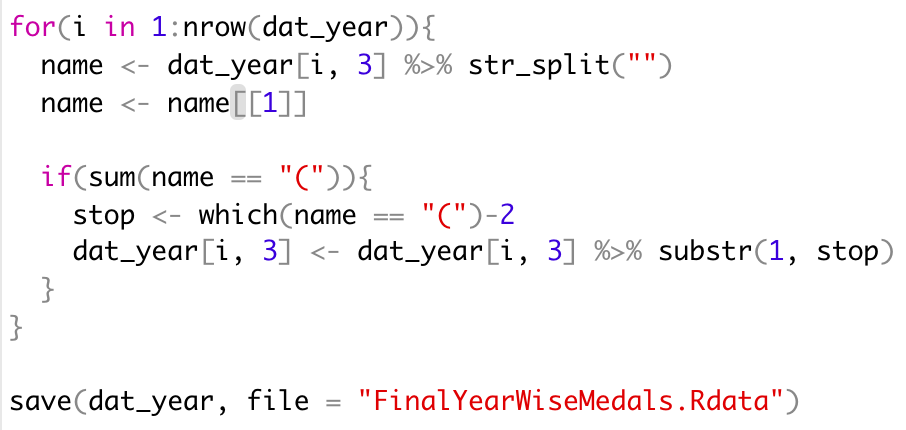 for(i in 1:nrow(dat_year)){
  name <- dat_year[i, 3] %>% str_split("")
  name <- name[[1]]

  if(sum(name == "(")){
    stop <- which(name == "(")-2
    dat_year[i, 3] <- dat_year[i, 3] %>% substr(1, stop)
  }
}

save(dat_year, file = "FinalYearWiseMedals.Rdata")